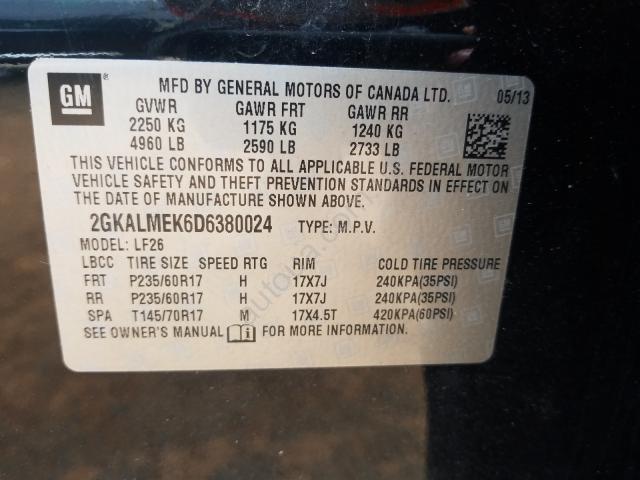 GM ®
MFD BY GENERAL MOTORS OF CANADA LTD. 05/13
GVWR GAWR FRT GAWR RR
2250 KG 1175 KG 1240 KG
4960 LB 2590 LB 2733 LB
THIS VEHICLE CONFORMS TO ALL APPLICABLE U.S. FEDERAL MOTOR
VEHICLE SAFETY AND THEFT PREVENTION STANDARDS IN EFFECT ON
THE DATE OF MANUFACTURE SHOWN ABOVE.
2GKALMEK6D6380024 TYPE: M.P.V.
MODEL: LF26
LBCC TIRE SIZE SPEED RTG RIM COLD TIRE PRESSURE
FRT P235/60R17 H 17X7J 240KPA(35PSI)
RR P235/60R17 H 17X7J 240KPA(35PSI)
SPA T145/70R17 M 17X4.5T 420KPA(60PSI)
SEE OWNER'S MANUAL FOR MORE INFORMATION.